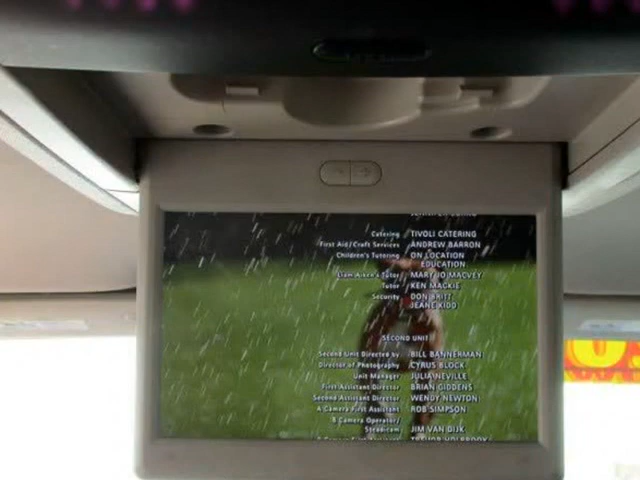 Catering TIVOLI CATERING
First Aid/Craft Services ANDREW BARRON
Children's Tutoring ON LOCATION
EDUCATION
Liam Aiken's Tutor MARY JO MACVEY
Tutor KEN MACKIE
Security DON BRITT
JEANE KIDD
SECOND UNIT
Second Unit Directed by BILL BANNERMAN
Director of Photography CYRUS BLOCK
Unit Manager JULIA NEVILLE
First Assistant Director BRIAN GIDDENS
Second Assistant Director WENDY NEWTON
A Camera First Assistant ROB SIMPSON
B Camera Operator/
Steadicam JIM VAN DIJK
TREVOR HOLBROOK